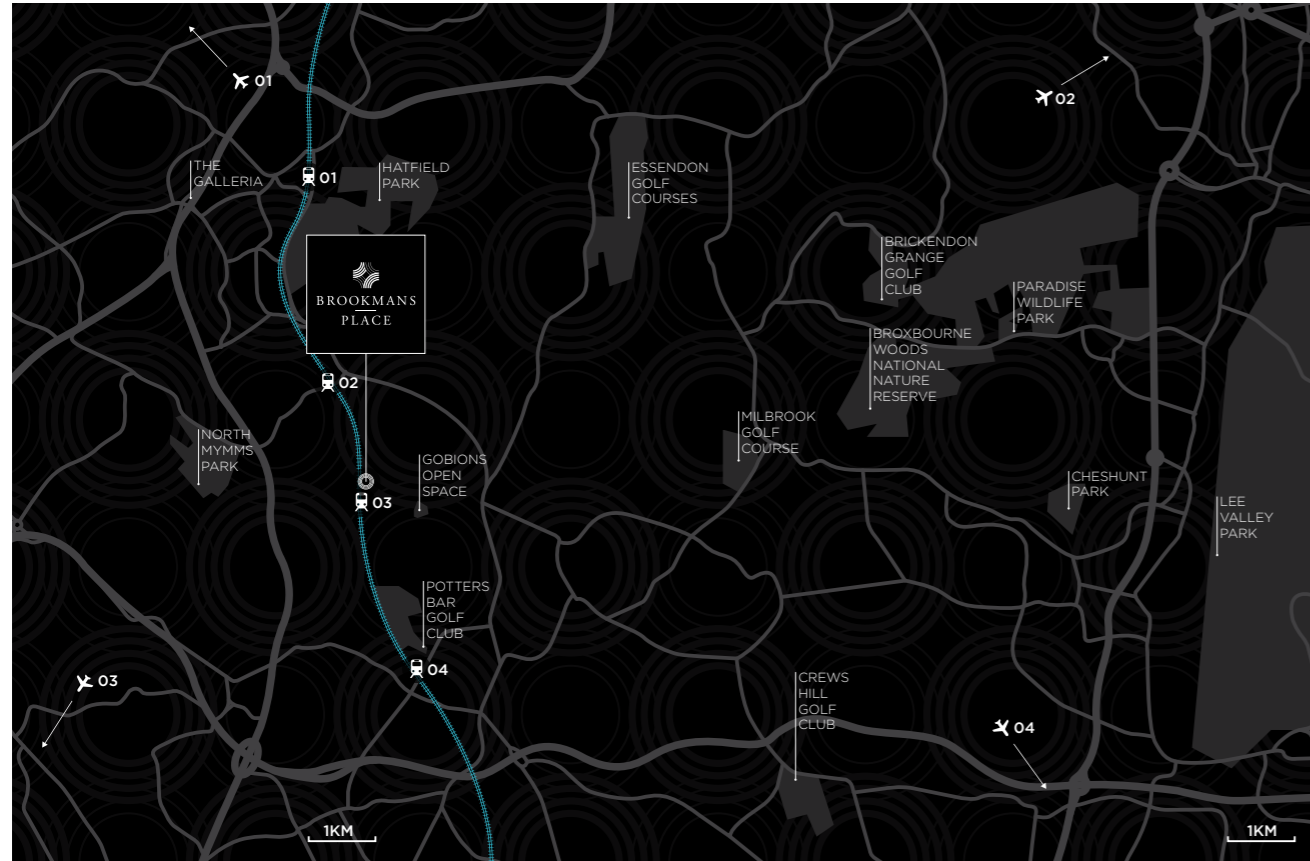 01
02
THE
GALLERIA
01
HATFIELD
PARK
ESSENDON
GOLF
COURSES
BROOKMANS
PLACE
BRICKENDON
GRANGE
GOLF
CLUB
PARADISE
WILDLIFE
PARK
BROXBOURNE
WOODS
NATIONAL
NATURE
RESERVE
02
NORTH
MYMMS
PARK
GOBIONS
OPEN
SPACE
MILBROOK
GOLF
COURSE
03
CHESHUNT
PARK
LEE
VALLEY
PARK
POTTERS
BAR
GOLF
CLUB
04
03
CREWS
HILL
GOLF
CLUB
04
1KM
1KM